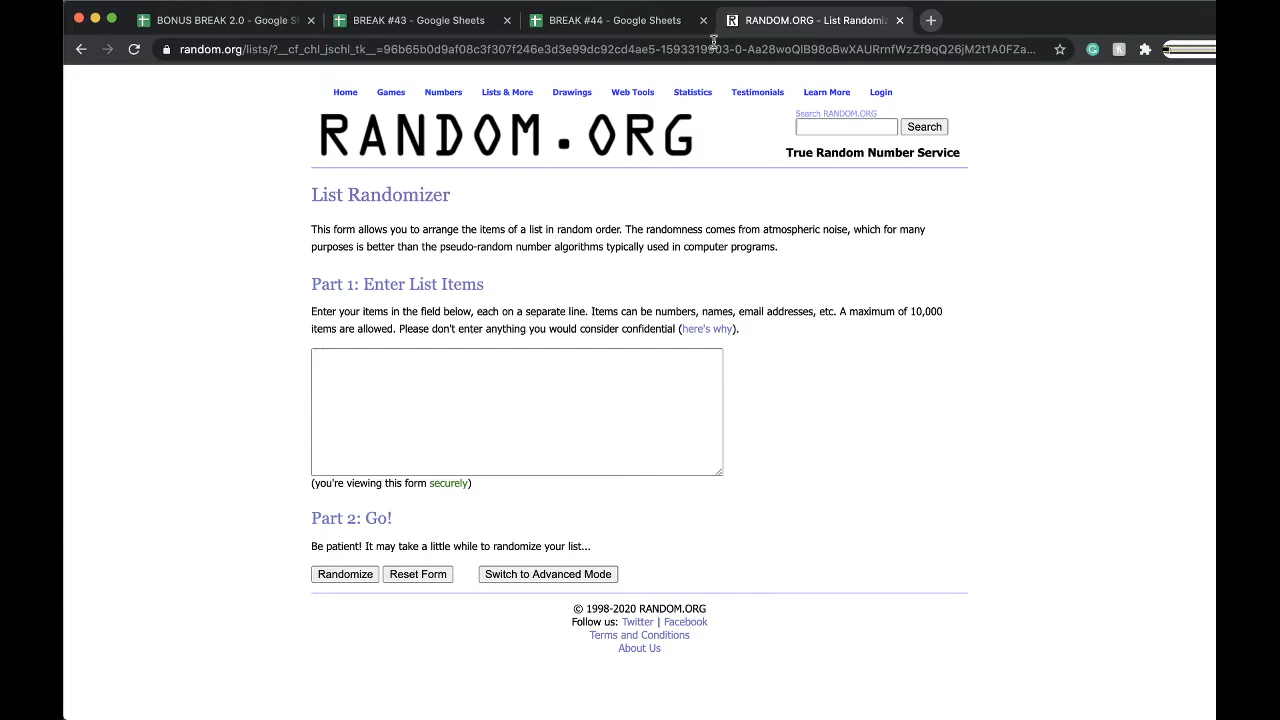 BONUS BREAK 2.0 - Google S
BREAK #43 - Google Sheets
BREAK #44 - Google Sheets
RANDOM.ORG - List Randomiz
random.org/lists/?__cf_chl_jschl_tk__=96b65b0d9af08c3f307f246e3d3e99dc92cd4ae5-1593319903-0-Aa28woQlB98oBwXAURrnfWzZf9qQ26jM2t1A0FZa...
Home Games Numbers Lists & More Drawings Web Tools Statistics Testimonials Learn More Login
RANDOM.ORG
Search RANDOM.ORG
Search
True Random Number Service
List Randomizer
This form allows you to arrange the items of a list in random order. The randomness comes from atmospheric noise, which for many
purposes is better than the pseudo-random number algorithms typically used in computer programs.
Part 1: Enter List Items
Enter your items in the field below, each on a separate line. Items can be numbers, names, email addresses, etc. A maximum of 10,000
items are allowed. Please don't enter anything you would consider confidential (here's why).
(you're viewing this form securely)
Part 2: Go!
Be patient! It may take a little while to randomize your list...
Randomize Reset Form Switch to Advanced Mode
© 1998-2020 RANDOM.ORG
Follow us: Twitter | Facebook
Terms and Conditions
About Us